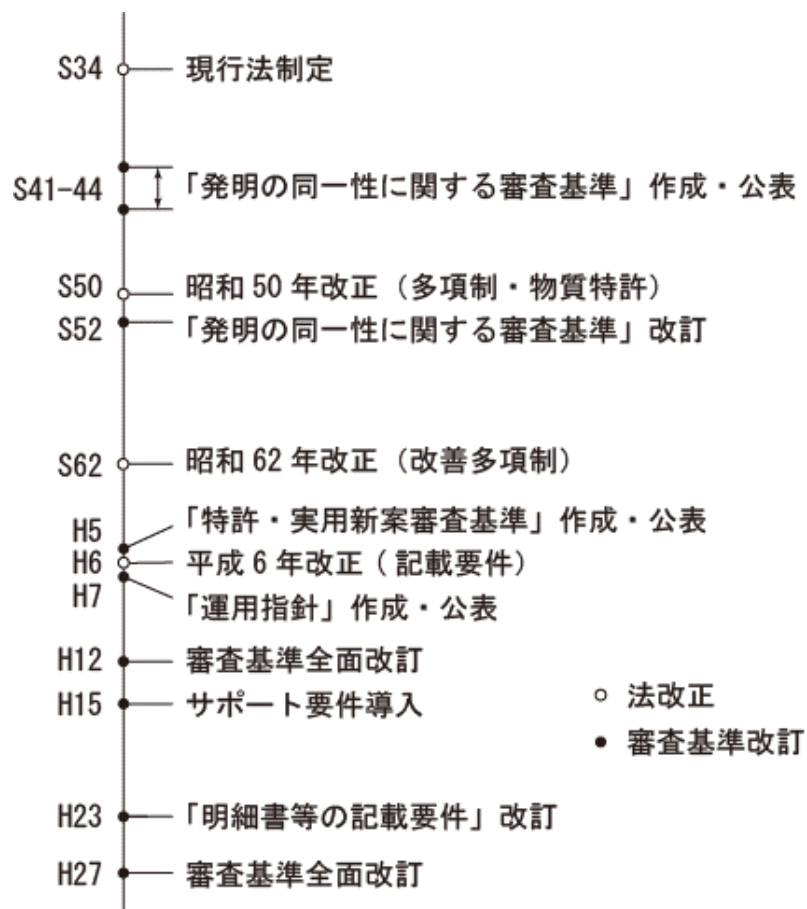 S34 現行法制定
S41-44 「発明の同一性に関する審査基準」作成・公表
S50 昭和 50 年改正（多項制・物質特許）
S52 「発明の同一性に関する審査基準」改訂
S62 昭和 62 年改正（改善多項制）
H5 「特許・実用新案審査基準」作成・公表
H6 平成 6 年改正（記載要件）
H7 「運用指針」作成・公表
H12 審査基準全面改訂
H15 サポート要件導入
法改正
審査基準改訂
H23 「明細書等の記載要件」改訂
H27 審査基準全面改訂